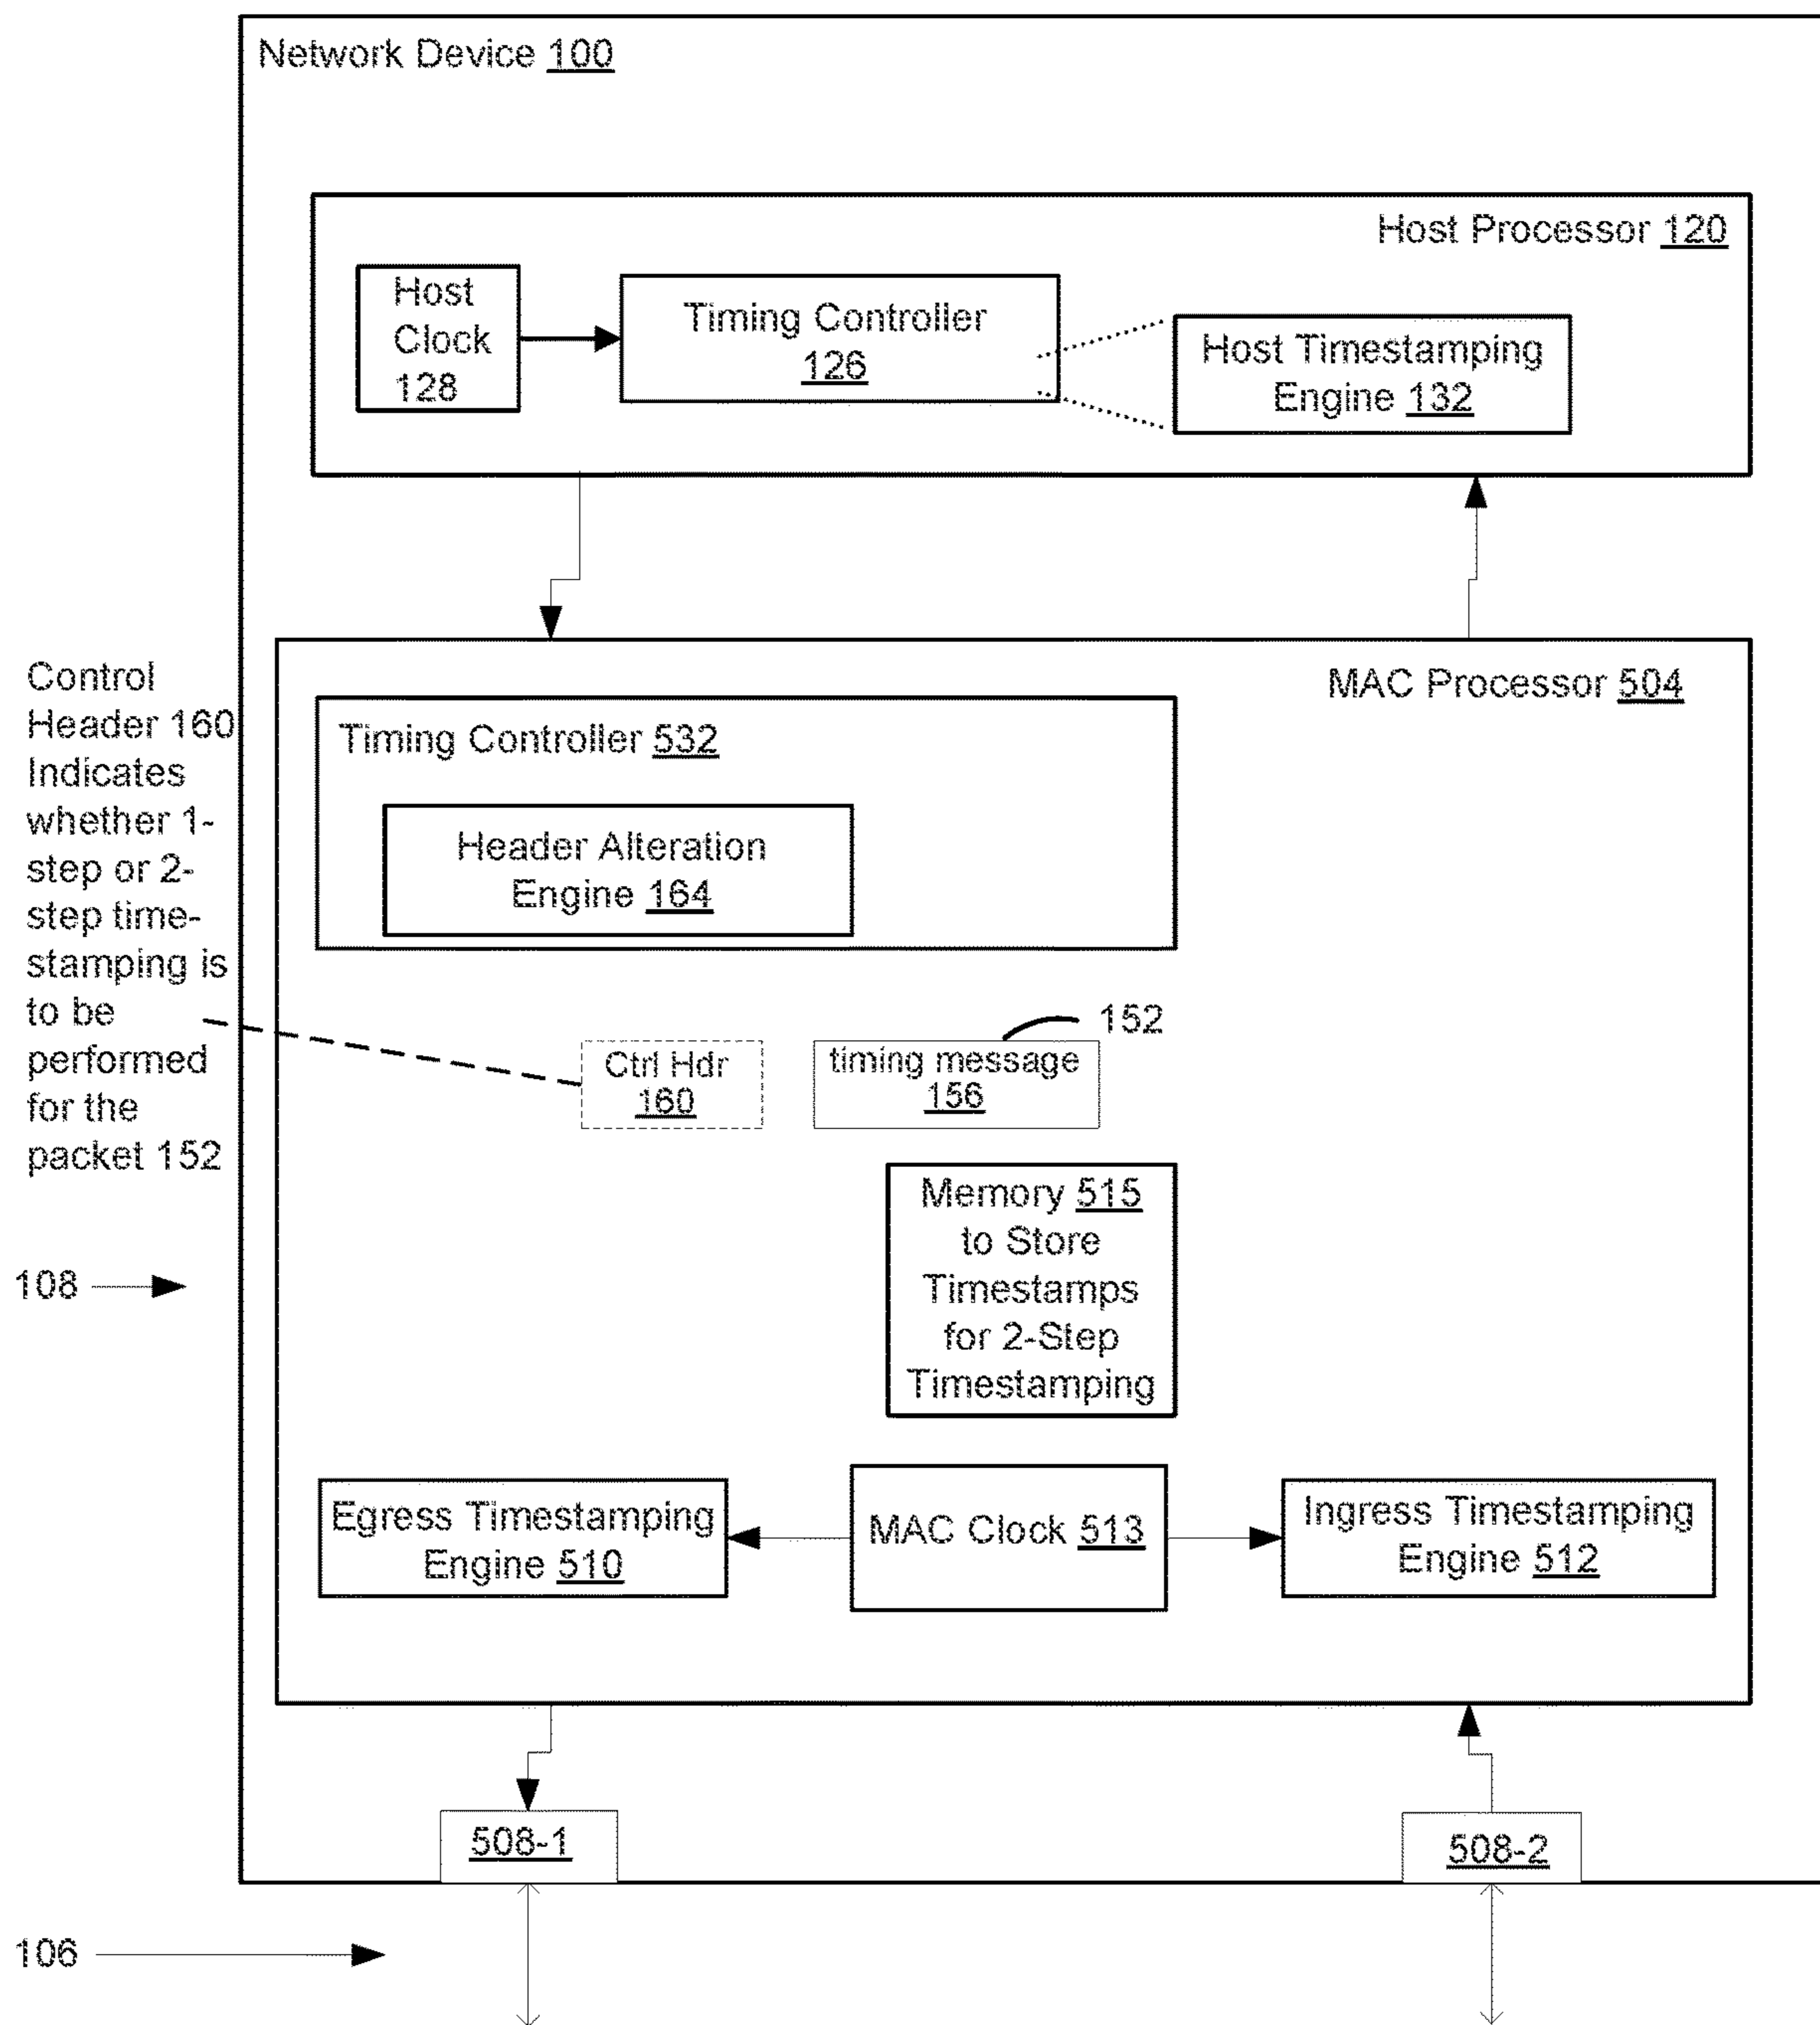 Network Device 100
Host Processor 120
Host
Clock
128
Timing Controller
126
Host Timestamping
Engine 132
Control
Header 160
Indicates
whether 1-
step or 2-
step time-
stamping is
to be
performed
for the
packet 152
MAC Processor 504
Timing Controller 532
Header Alteration
Engine 164
152
Ctrl Hdr
160
timing message
156
Memory 515
to Store
Timestamps
for 2-Step
Timestamping
108
Egress Timestamping
Engine 510
MAC Clock 513
Ingress Timestamping
Engine 512
508-1
508-2
106